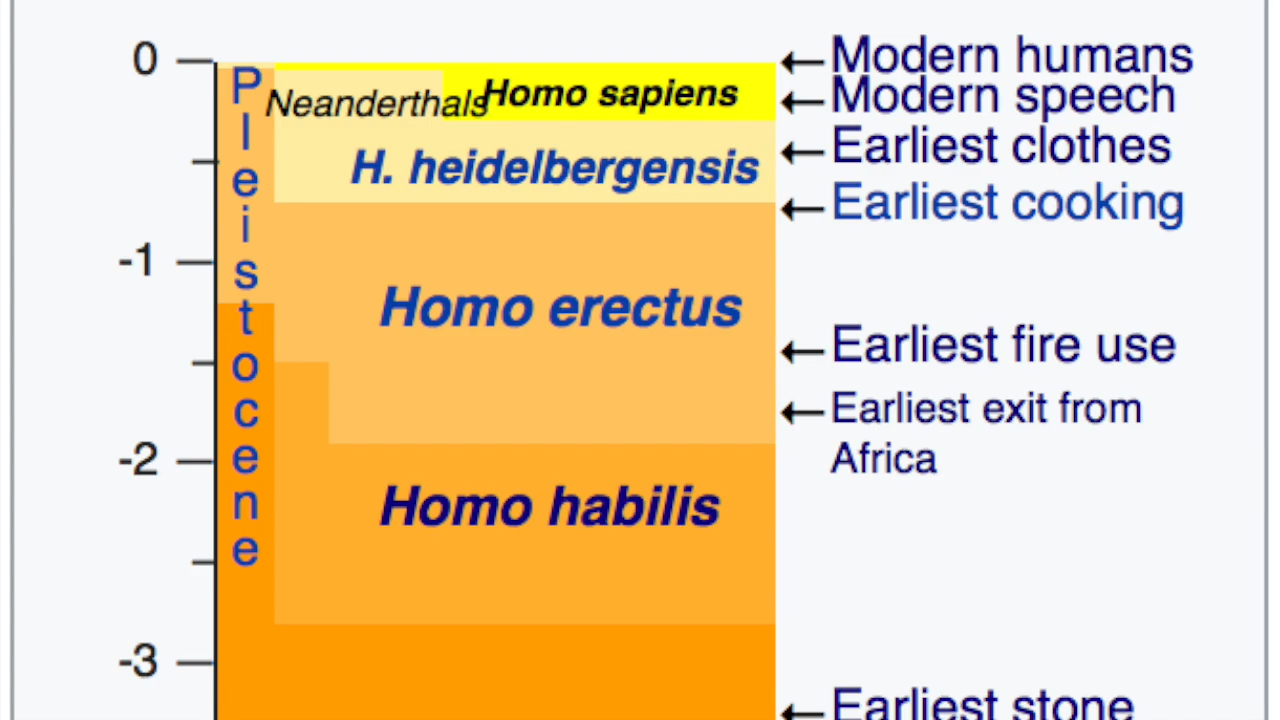 0
Modern humans
Neanderthals
Homo sapiens
Modern speech
Earliest clothes
H. heidelbergensis
Earliest cooking
-1
Homo erectus
Earliest fire use
Earliest exit from
Africa
-2
Homo habilis
Pleistocene
-3
Earliest stone